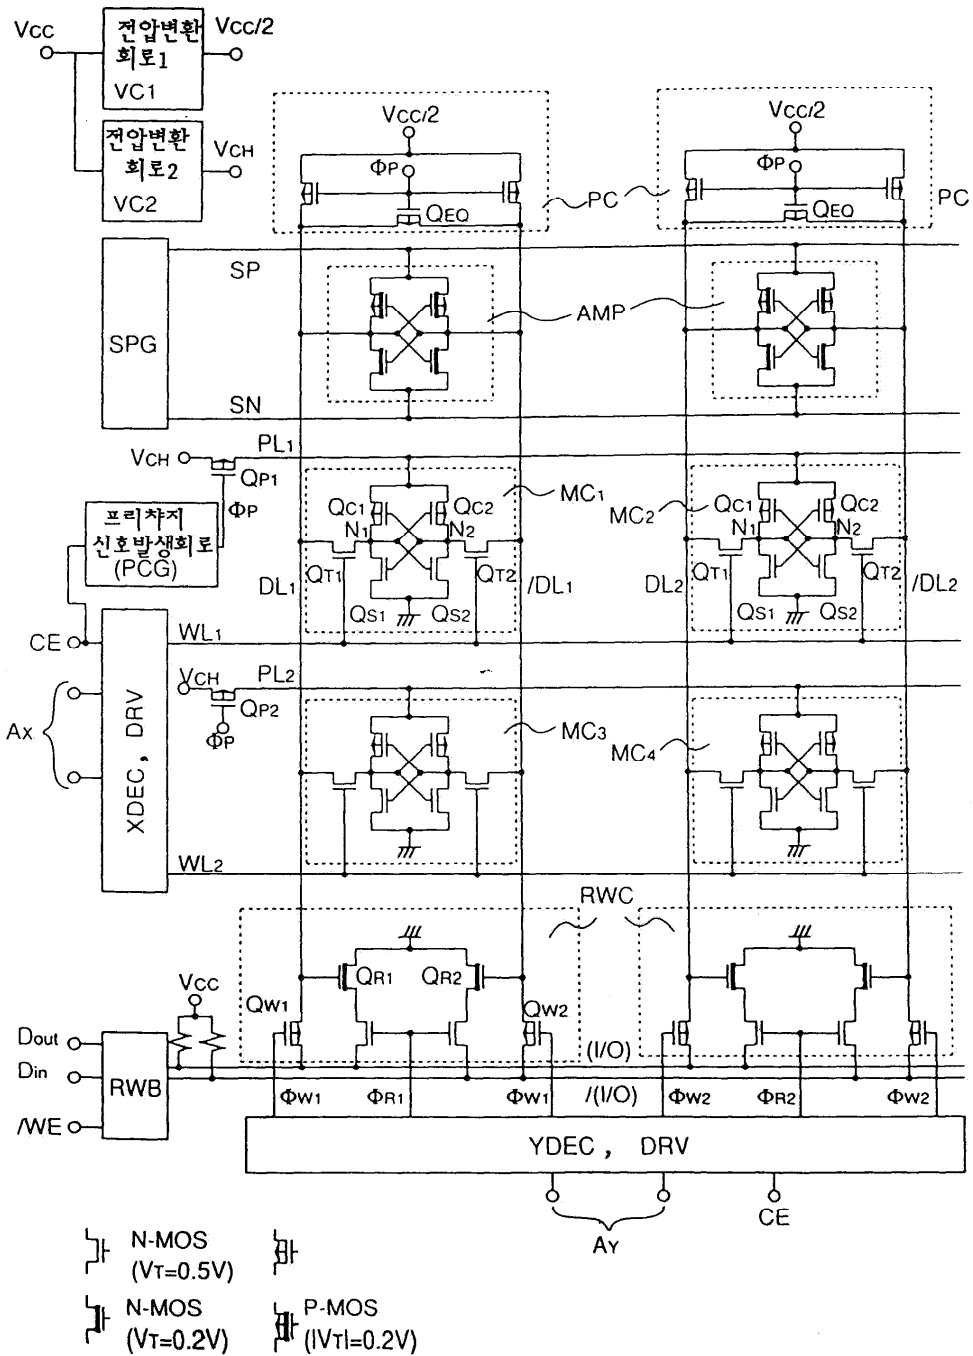 VCC
전압변환
회로1
VC1
VCC/2
전압변환
회로2
VC2
VCH
VCC/2
ΦP
QEQ
PC
VCC/2
ΦP
QEQ
PC
SPG
SP
SN
AMP
VCH
QP1
PL1
ΦP
프리챠지
신호발생회로
(PCG)
MC1
QC1
QC2
N1
N2
QT1
QT2
QS1
QS2
DL1
/DL1
MC2
QC1
QC2
N1
N2
QT1
QT2
QS1
QS2
DL2
/DL2
CE
WL1
AX
XDEC, DRV
VCH
QP2
PL2
ΦP
MC3
MC4
WL2
RWC
QR1
QR2
QW1
QW2
VCC
Dout
Din
/WE
RWB
(I/O)
/(I/O)
ΦW1
ΦR1
ΦW1
ΦW2
ΦR2
ΦW2
YDEC, DRV
AY
CE
N-MOS
(VT=0.5V)
N-MOS
(VT=0.2V)
P-MOS
(|VT|=0.2V)